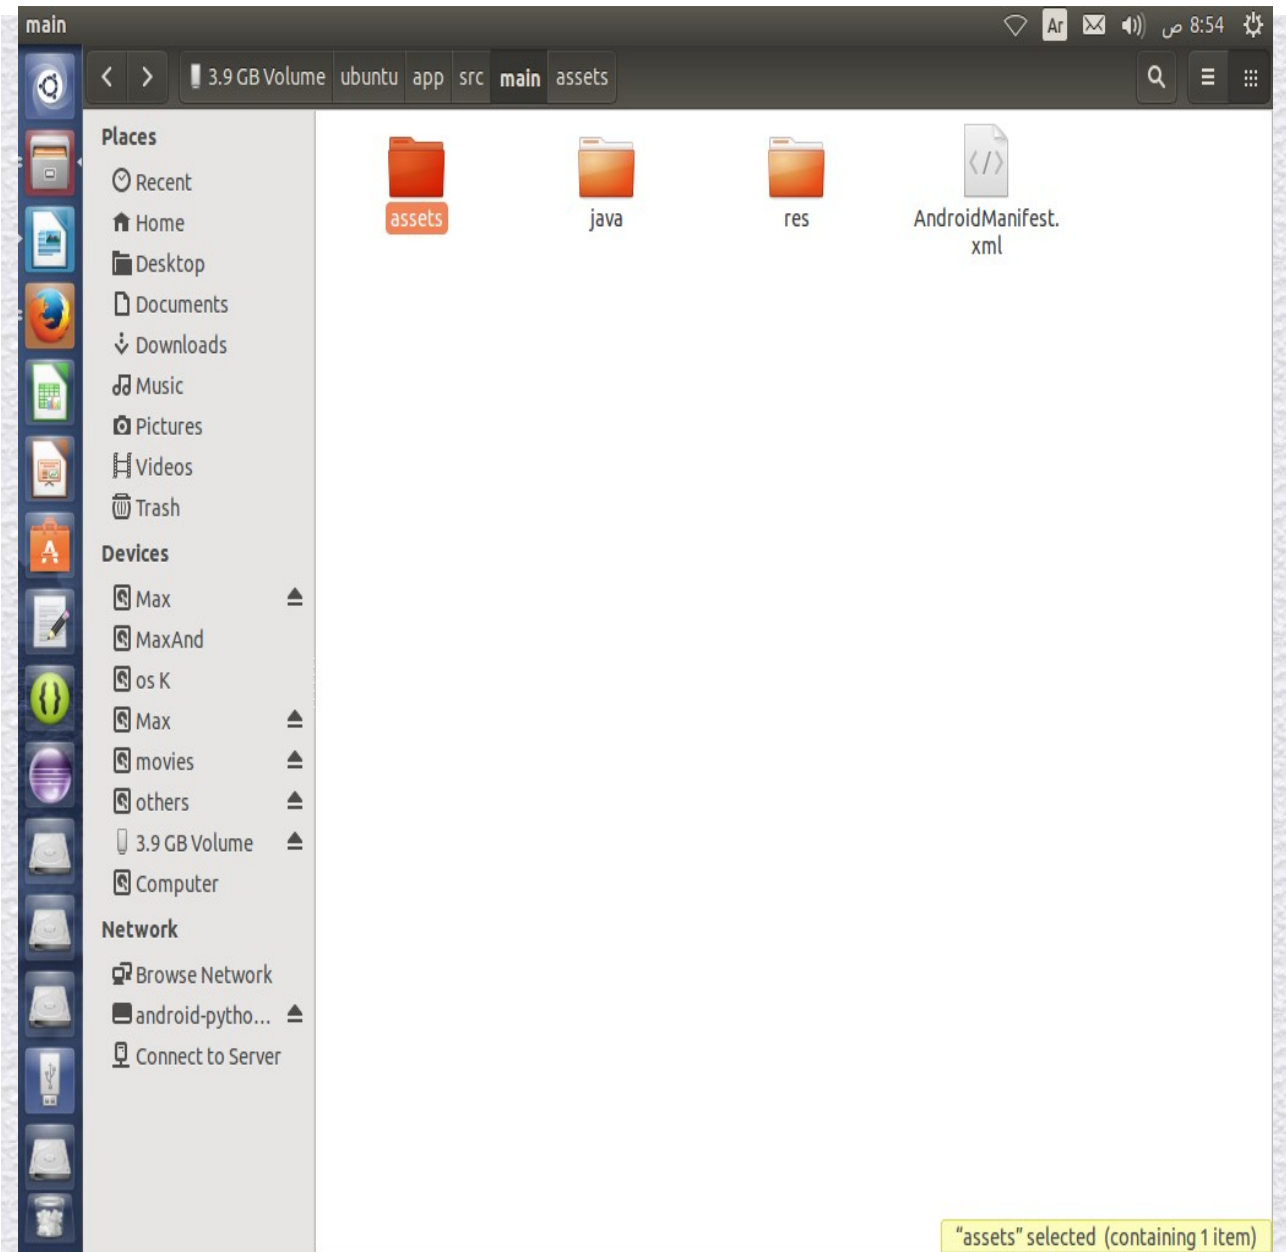 main
Ar
8:54 ص
3.9 GB Volume ubuntu app src main assets
Places
Recent
Home
Desktop
Documents
Downloads
Music
Pictures
Videos
Trash
Devices
Max
MaxAnd
os K
Max
movies
others
3.9 GB Volume
Computer
Network
Browse Network
android-pytho...
Connect to Server
assets
java
res
AndroidManifest.
xml
“assets” selected (containing 1 item)